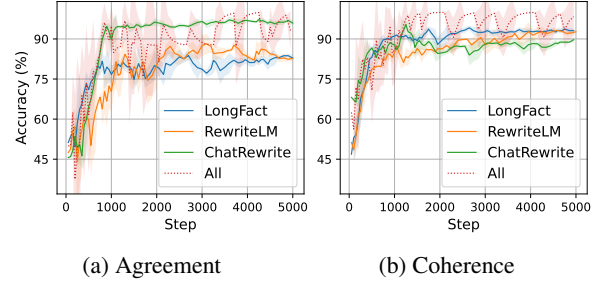 Accuracy (%)
90
75
60
45
0
1000
2000
3000
4000
5000
Step
LongFact
RewriteLM
ChatRewrite
All
(a) Agreement
90
75
60
45
0
1000
2000
3000
4000
5000
Step
LongFact
RewriteLM
ChatRewrite
All
(b) Coherence